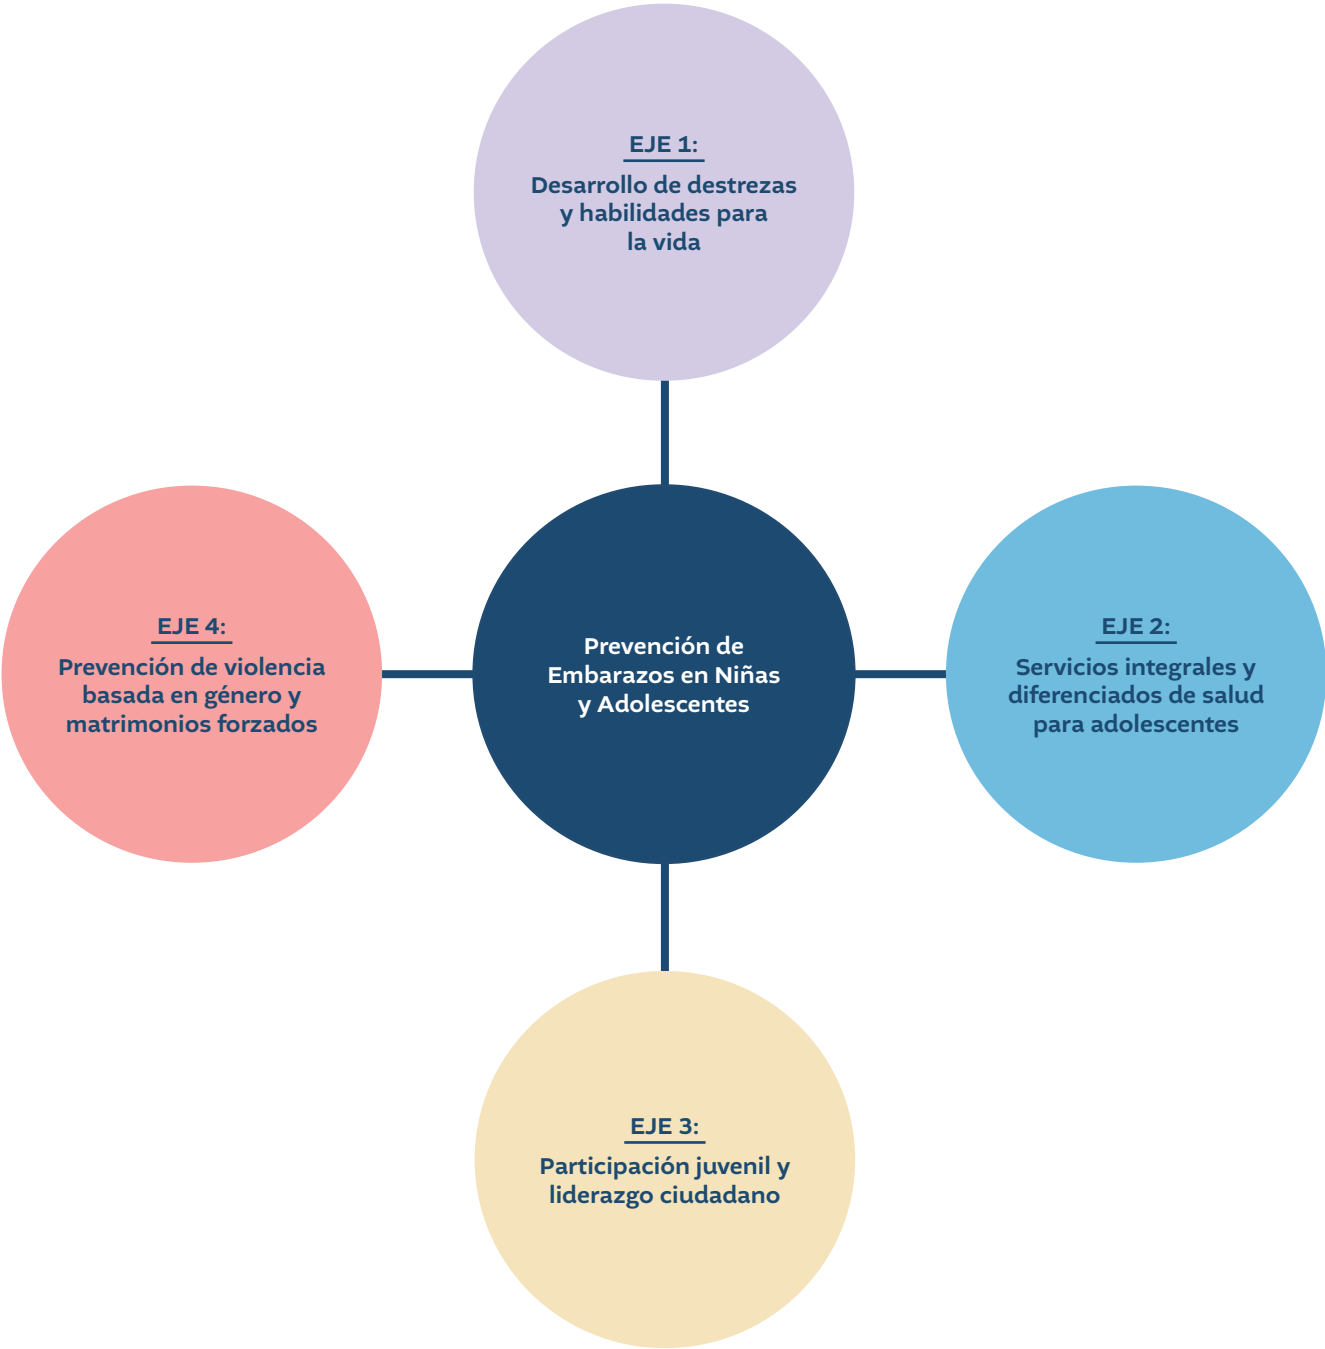 EJE 1:
Desarrollo de destrezas
y habilidades para
la vida
EJE 4:
Prevención de violencia
basada en género y
matrimonios forzados
Prevención de
Embarazos en Niñas
y Adolescentes
EJE 2:
Servicios integrales y
diferenciados de salud
para adolescentes
EJE 3:
Participación juvenil y
liderazgo ciudadano